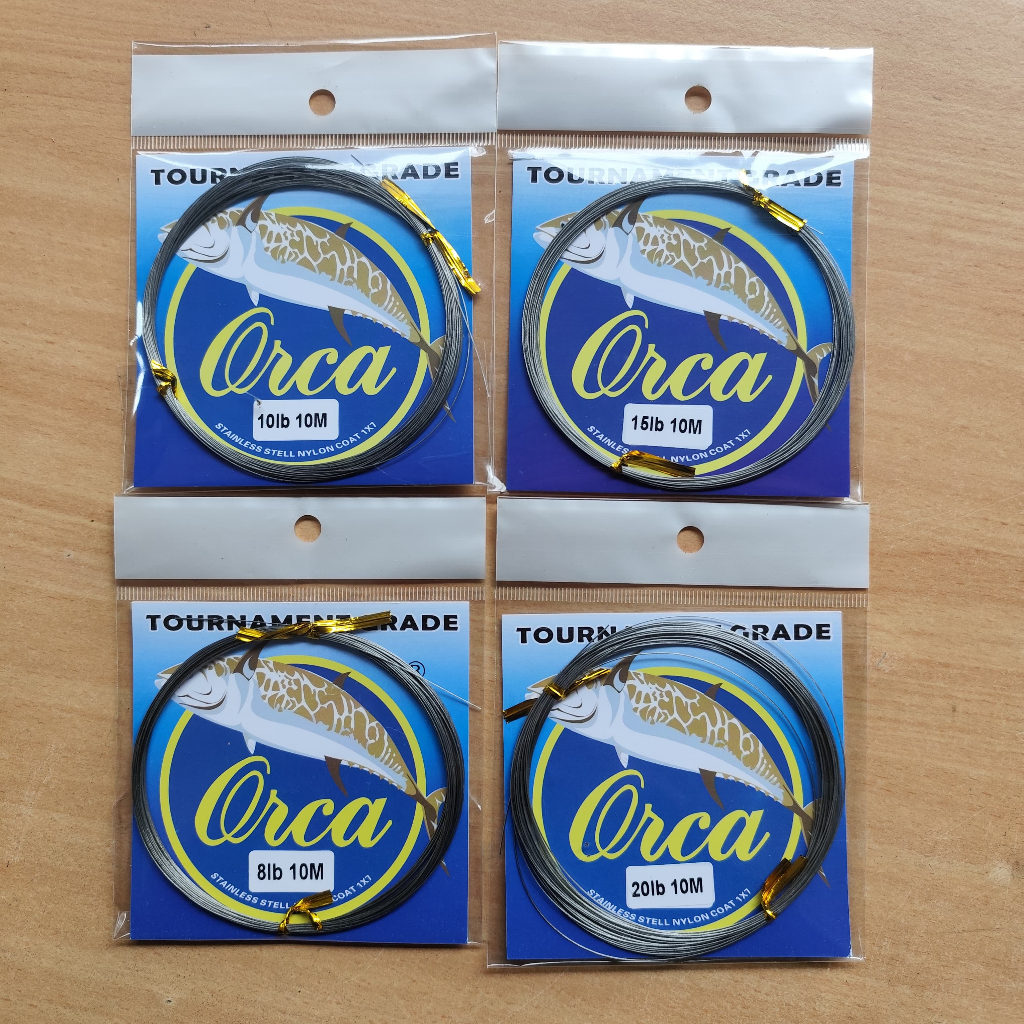 TOURNAMENT GRADE
Orca
10lb 10M
STAINLESS STELL NYLON COAT 1X7
TOURNAMENT GRADE
Orca
15lb 10M
STAINLESS STELL NYLON COAT 1X7
TOURNAMENT GRADE
®
Orca
8lb 10M
STAINLESS STELL NYLON COAT 1X7
TOURNAMENT GRADE
Orca
20lb 10M
STAINLESS STELL NYLON COAT 1X7